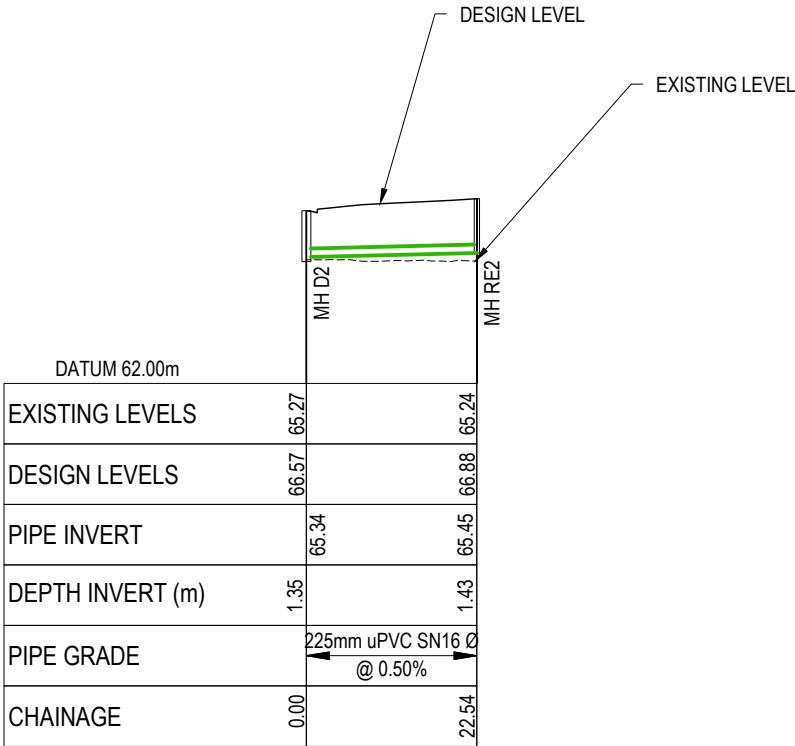 DESIGN LEVEL
EXISTING LEVEL
MH D2
MH RE2
DATUM 62.00m
EXISTING LEVELS 65.27 65.24
DESIGN LEVELS 66.57 66.88
PIPE INVERT 65.34 65.45
DEPTH INVERT (m) 1.35 1.43
PIPE GRADE 225mm uPVC SN16 Ø
@ 0.50%
CHAINAGE 0.00 22.54